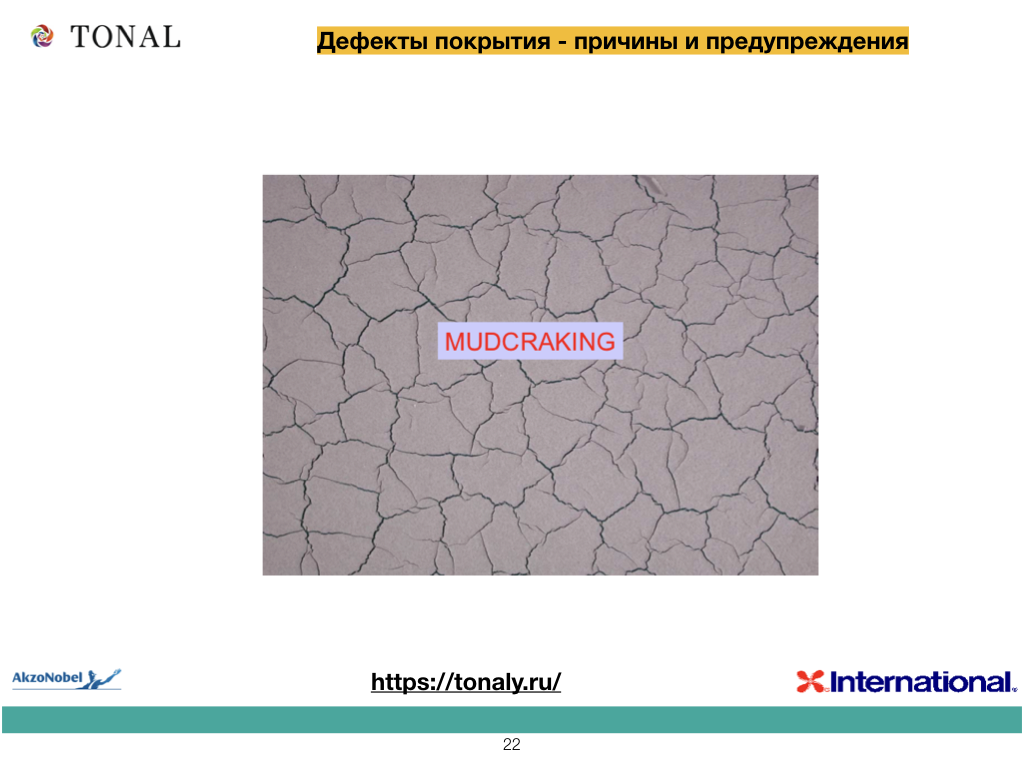 TONAL
Дефекты покрытия - причины и предупреждения
MUDCRAKING
AkzoNobel
https://tonaly.ru/
International
22